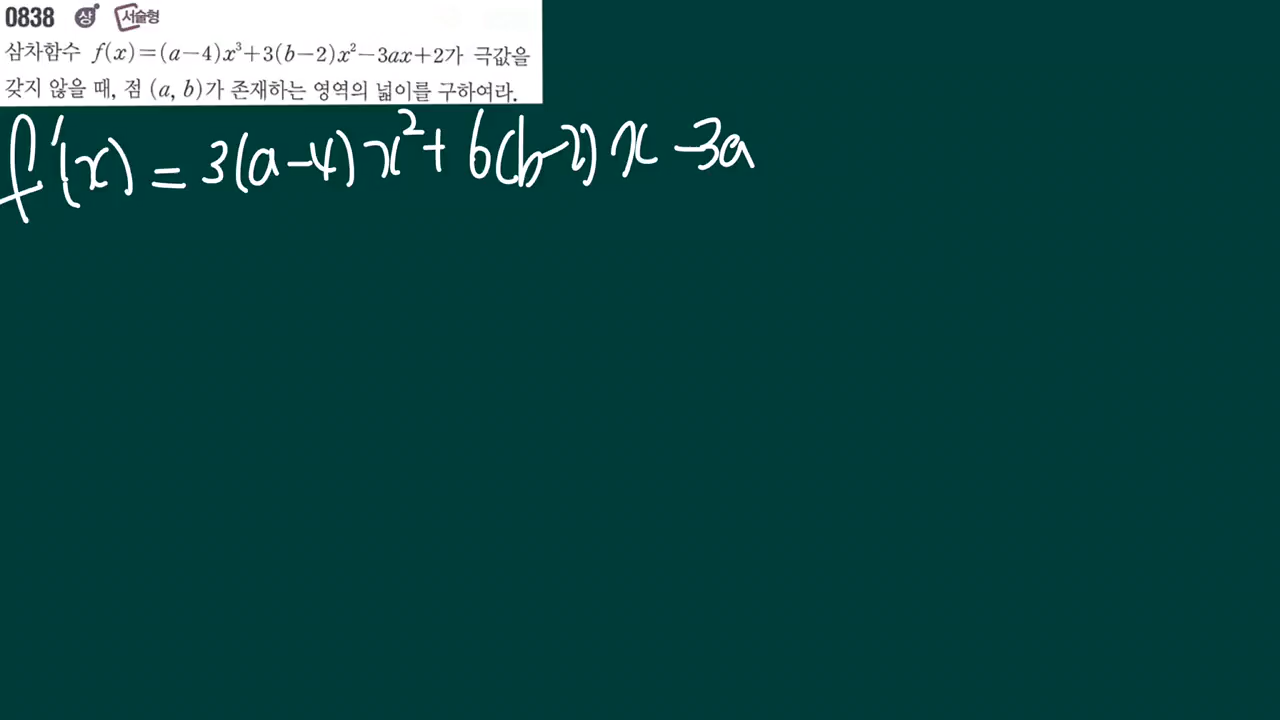 0838 상 서술형
삼차함수 f(x)=(a-4)x³+3(b-2)x²-3ax+2가 극값을
갖지 않을 때, 점 (a, b)가 존재하는 영역의 넓이를 구하여라.
f'(x) = 3(a-4)x²+ 6(b-2)x -3a